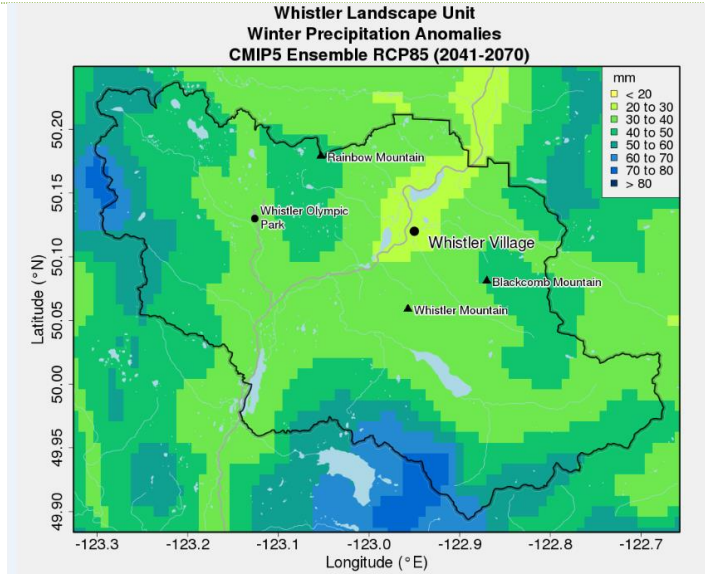 Whistler Landscape Unit
Winter Precipitation Anomalies
CMIP5 Ensemble RCP85 (2041-2070)
mm
< 20
20 to 30
30 to 40
40 to 50
50 to 60
60 to 70
70 to 80
> 80
Rainbow Mountain
Whistler Olympic
Park
Whistler Village
Blackcomb Mountain
Whistler Mountain
Latitude (°N)
50.20
50.15
50.10
50.05
50.00
49.95
49.90
-123.3 -123.2 -123.1 -123.0 -122.9 -122.8 -122.7
Longitude (°E)